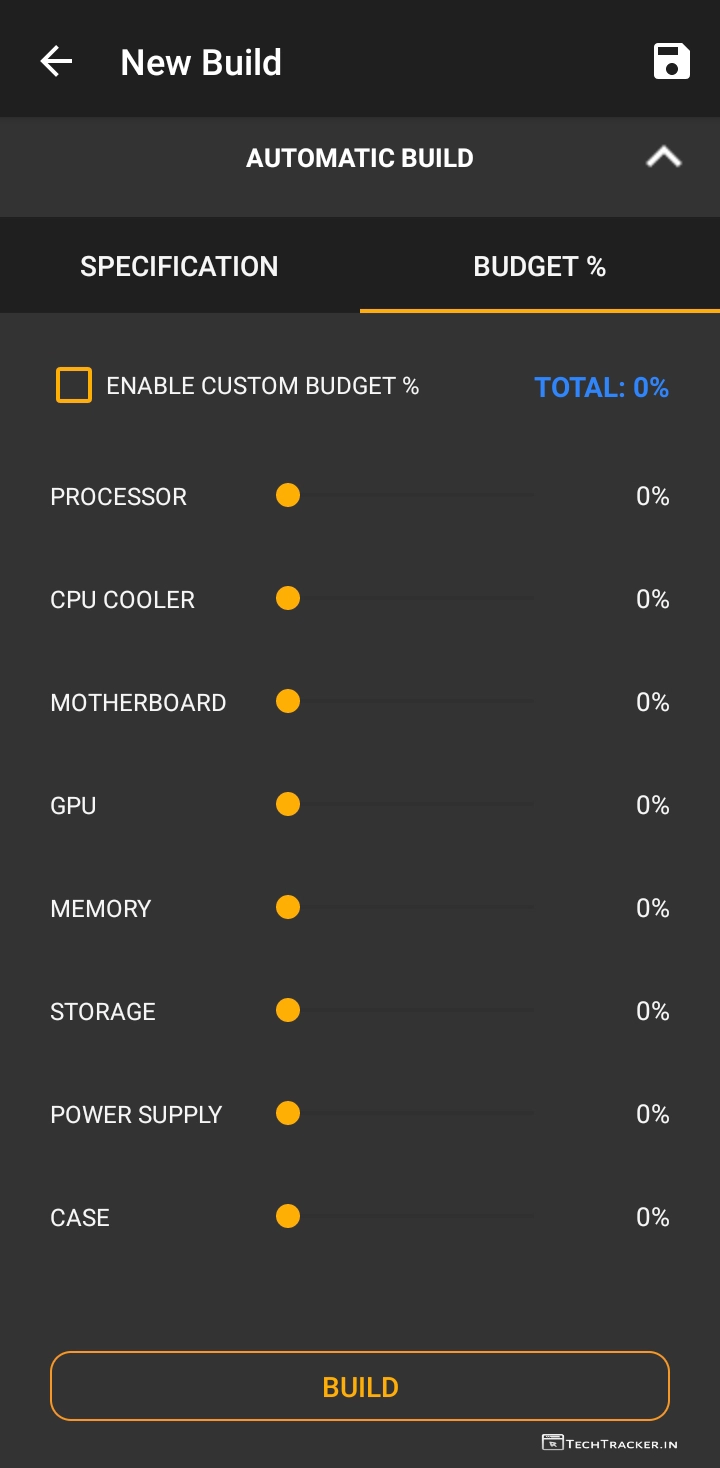 New Build
AUTOMATIC BUILD
SPECIFICATION BUDGET %
ENABLE CUSTOM BUDGET % TOTAL: 0%
PROCESSOR 0%
CPU COOLER 0%
MOTHERBOARD 0%
GPU 0%
MEMORY 0%
STORAGE 0%
POWER SUPPLY 0%
CASE 0%
BUILD
TECHTRACKER.IN